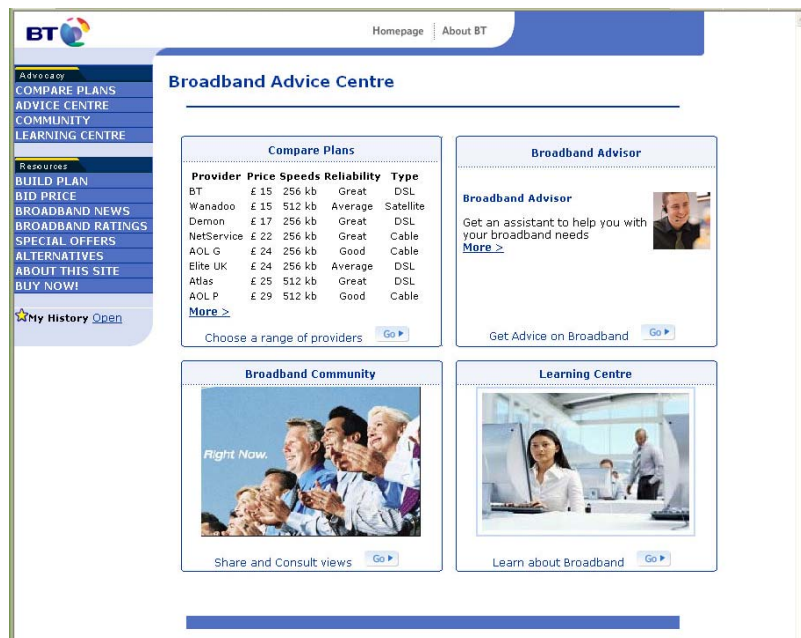 BT
Homepage About BT
Advocacy
COMPARE PLANS
ADVICE CENTRE
COMMUNITY
LEARNING CENTRE
Resources
BUILD PLAN
BID PRICE
BROADBAND NEWS
BROADBAND RATINGS
SPECIAL OFFERS
ALTERNATIVES
ABOUT THIS SITE
BUY NOW!
My History Open
Broadband Advice Centre
Compare Plans
Provider Price Speeds Reliability Type
BT £ 15 256 kb Great DSL
Wanadoo £ 15 512 kb Average Satellite
Demon £ 17 256 kb Great DSL
NetService £ 22 256 kb Great Cable
AOL G £ 24 256 kb Good Cable
Elite UK £ 24 256 kb Average DSL
Atlas £ 25 512 kb Great DSL
AOL P £ 29 512 kb Good Cable
More >
Choose a range of providers Go
Broadband Advisor
Broadband Advisor
Get an assistant to help you with
your broadband needs
More >
Get Advice on Broadband Go
Broadband Community
Right Now.
Share and Consult views Go
Learning Centre
Learn about Broadband Go